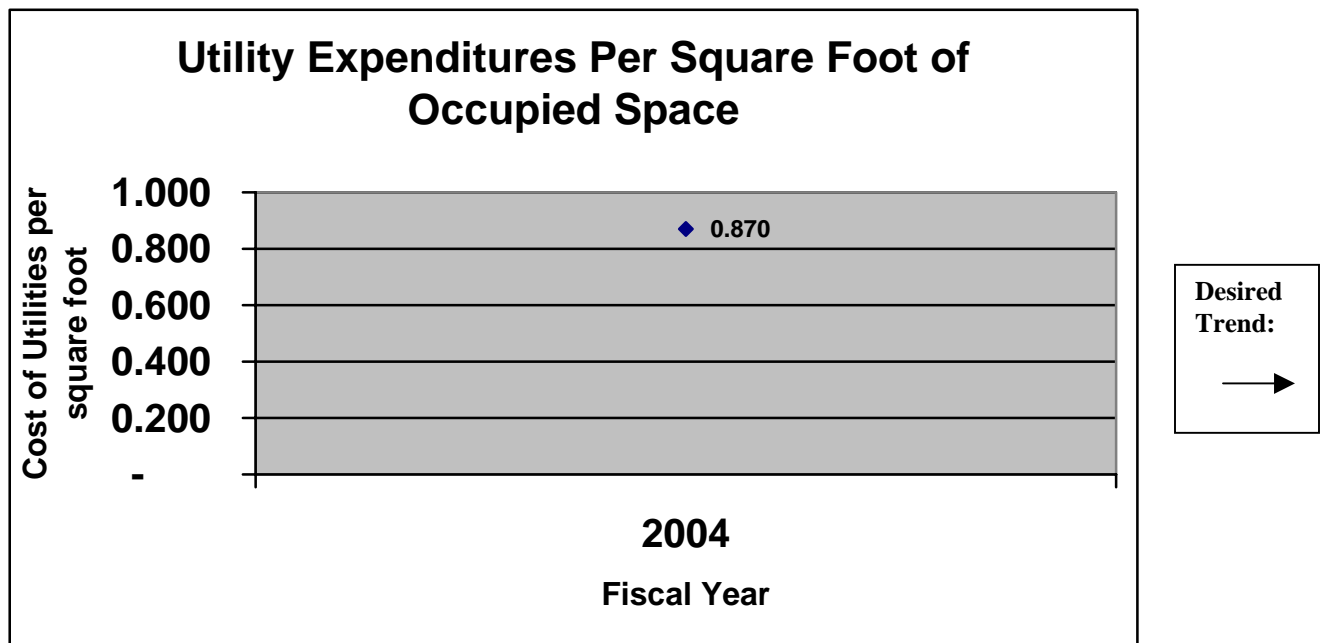 Utility Expenditures Per Square Foot of
Occupied Space
Cost of Utilities per
square foot
1.000
0.800
0.600
0.400
0.200
-
0.870
2004
Fiscal Year
Desired
Trend: